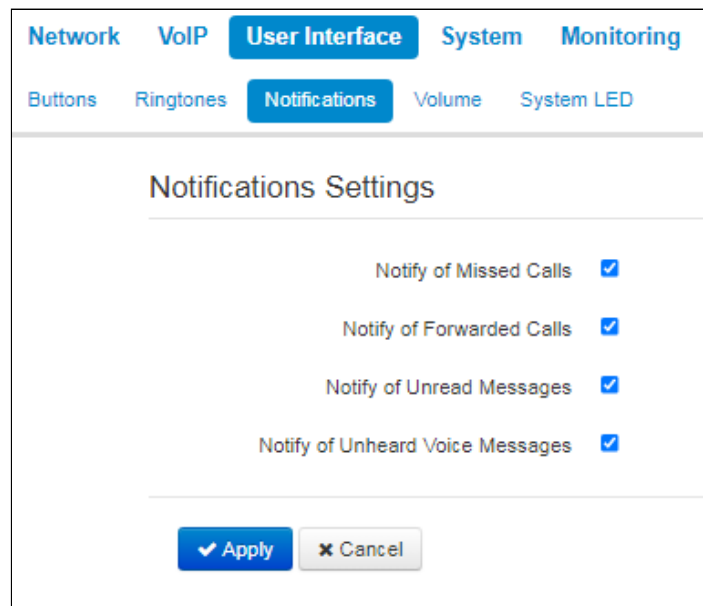 Network VoIP User Interface System Monitoring
Buttons Ringtones Notifications Volume System LED
Notifications Settings
Notify of Missed Calls
Notify of Forwarded Calls
Notify of Unread Messages
Notify of Unheard Voice Messages
Apply Cancel